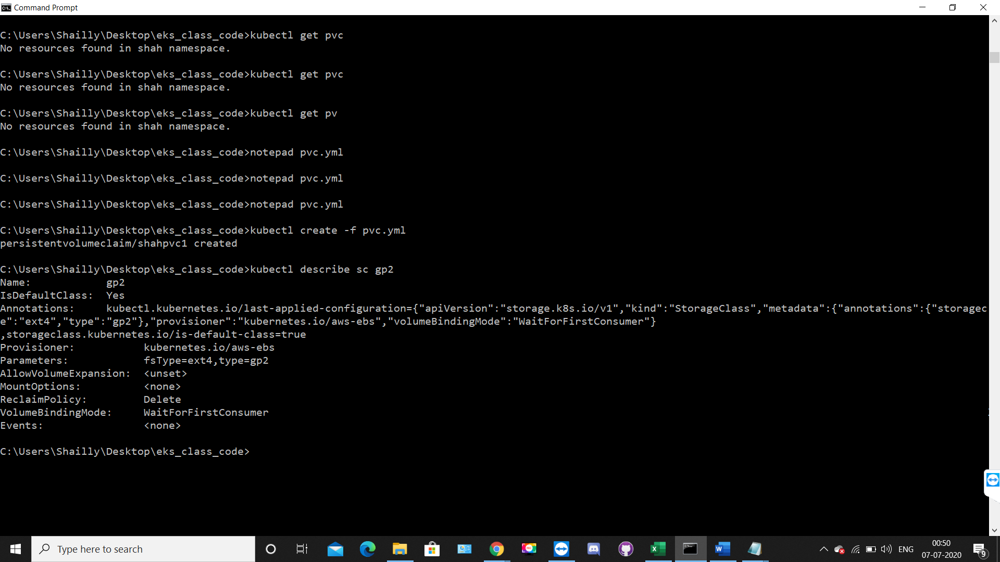 Command Prompt
C:\Users\Shailly\Desktop\eks_class_code>kubectl get pvc
No resources found in shah namespace.
C:\Users\Shailly\Desktop\eks_class_code>kubectl get pvc
No resources found in shah namespace.
C:\Users\Shailly\Desktop\eks_class_code>kubectl get pv
No resources found in shah namespace.
C:\Users\Shailly\Desktop\eks_class_code>notepad pvc.yml
C:\Users\Shailly\Desktop\eks_class_code>notepad pvc.yml
C:\Users\Shailly\Desktop\eks_class_code>notepad pvc.yml
C:\Users\Shailly\Desktop\eks_class_code>kubectl create -f pvc.yml
persistentvolumeclaim/shahpvc1 created
C:\Users\Shailly\Desktop\eks_class_code>kubectl describe sc gp2
Name: gp2
IsDefaultClass: Yes
Annotations: kubectl.kubernetes.io/last-applied-configuration={"apiVersion":"storage.k8s.io/v1","kind":"StorageClass","metadata":{"annotations":{"storagec
e":"ext4","type":"gp2"},"provisioner":"kubernetes.io/aws-ebs","volumeBindingMode":"WaitForFirstConsumer"}
,storageclass.kubernetes.io/is-default-class=true
Provisioner: kubernetes.io/aws-ebs
Parameters: fsType=ext4,type=gp2
AllowVolumeExpansion: <unset>
MountOptions: <none>
ReclaimPolicy: Delete
VolumeBindingMode: WaitForFirstConsumer
Events: <none>
C:\Users\Shailly\Desktop\eks_class_code>
Type here to search
ENG
00:50
07-07-2020
9